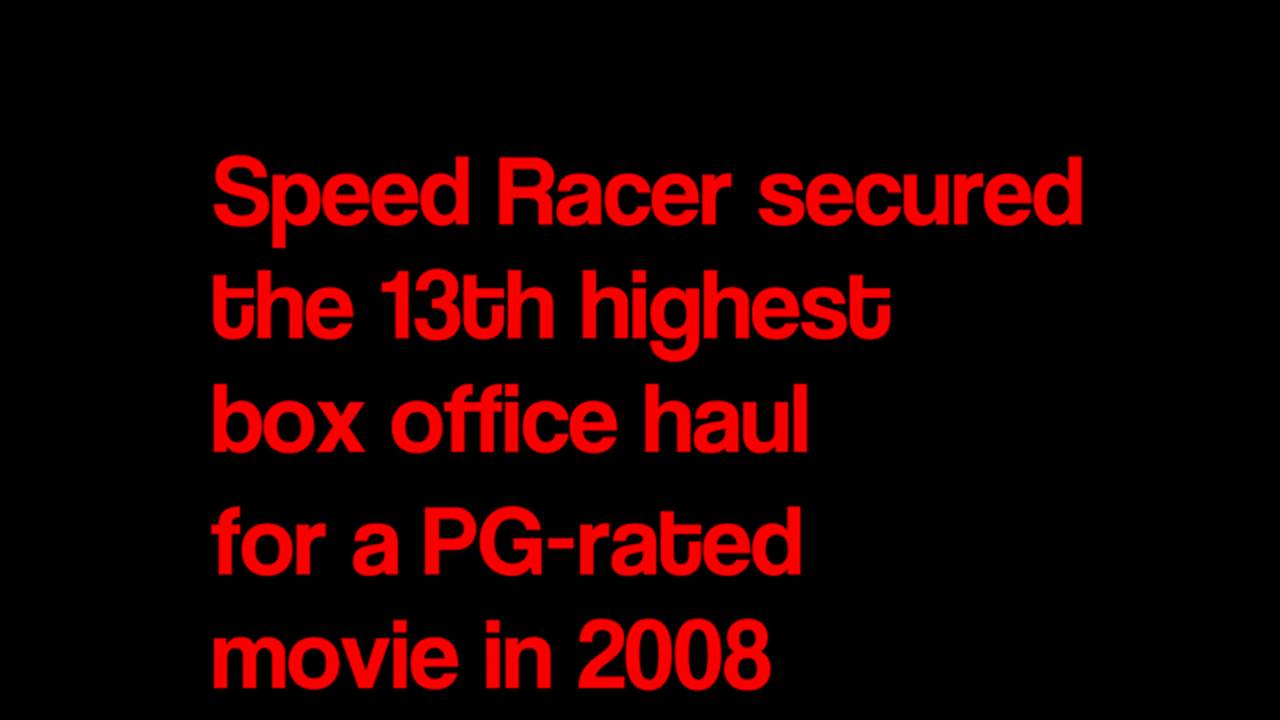 Speed Racer secured
the 13th highest
box office haul
for a PG-rated
movie in 2008